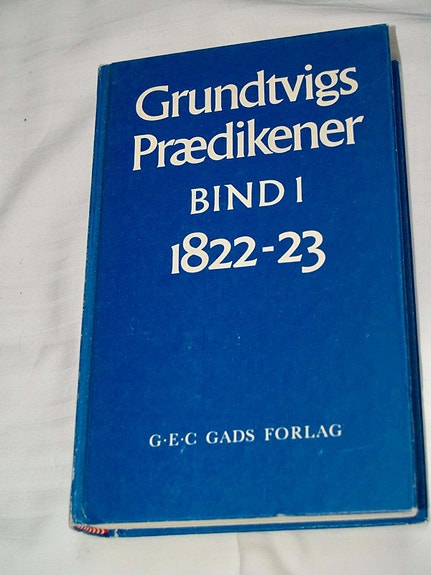 Grundtvigs
Prædikener
BIND I
1822-23
G·E·C GADS FORLAG